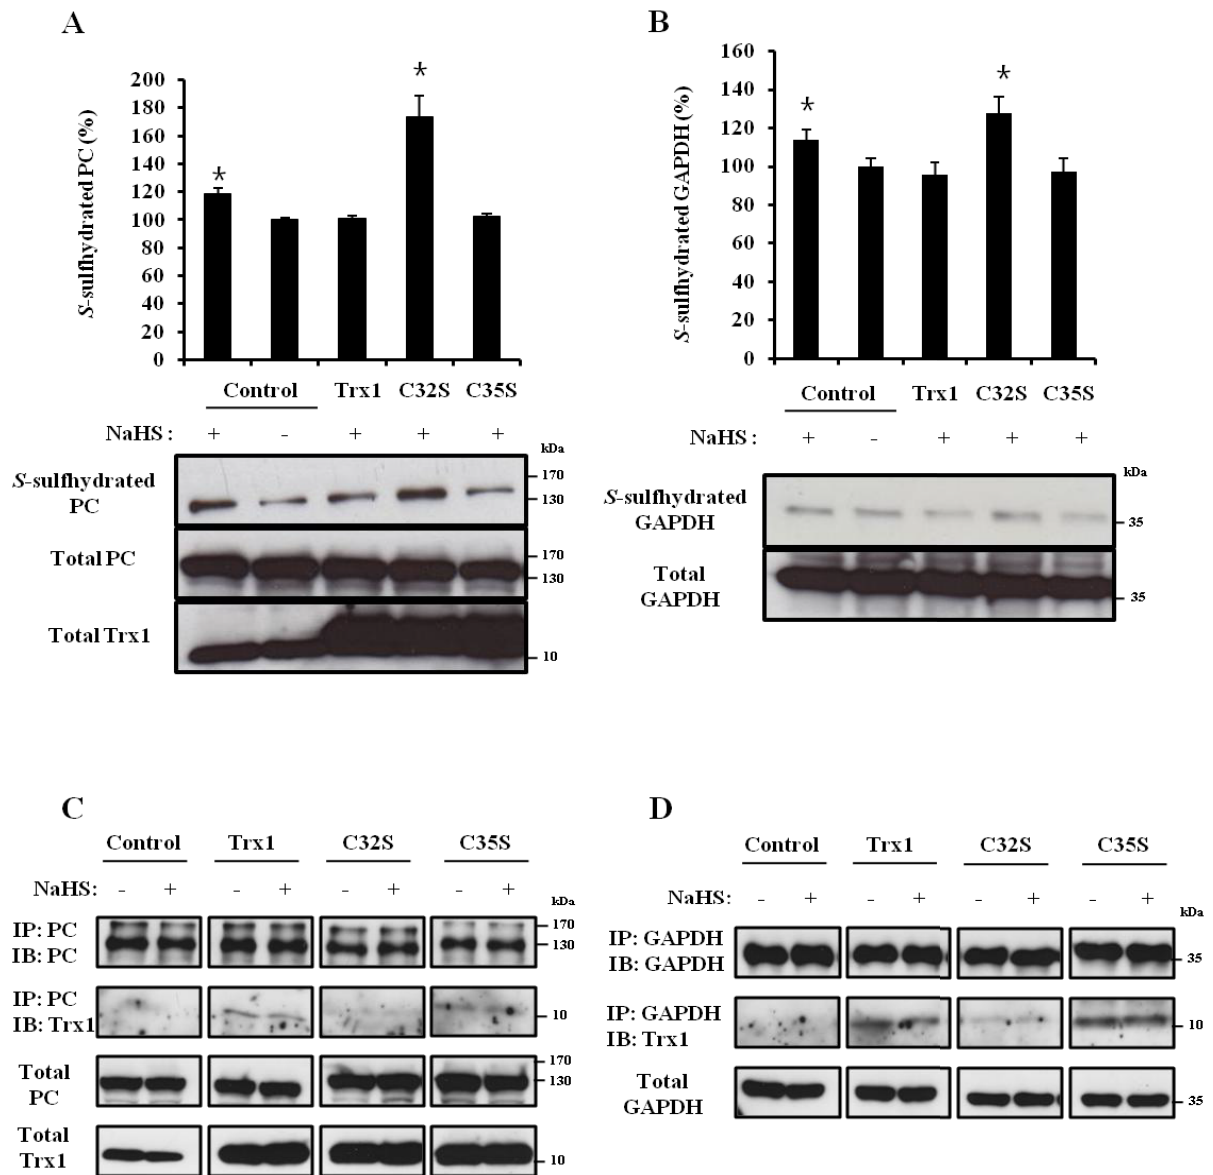 A
S-sulfhydrated PC (%)
200
180
160
140
120
100
80
60
40
20
0
*
*
Control Trx1 C32S C35S
NaHS : + - + + +
kDa
S-sulfhydrated
PC
170
130
Total PC
170
130
Total Trx1
10
B
S-sulfhydrated GAPDH (%)
160
140
120
100
80
60
40
20
0
*
*
Control Trx1 C32S C35S
NaHS : + - + + +
kDa
S-sulfhydrated
GAPDH
35
Total
GAPDH
35
C
Control Trx1 C32S C35S
NaHS: - + - + - + - +
kDa
IP: PC
IB: PC
170
130
IP: PC
IB: Trx1
10
Total
PC
170
130
Total
Trx1
10
D
Control Trx1 C32S C35S
NaHS: - + - + - + - +
kDa
IP: GAPDH
IB: GAPDH
35
IP: GAPDH
IB: Trx1
10
Total
GAPDH
35